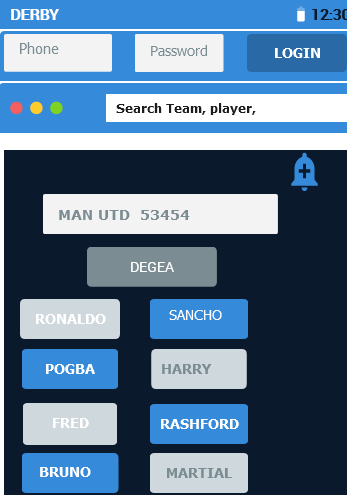 DERBY 12:30
Phone Password LOGIN
Search Team, player,
MAN UTD 53454
DEGEA
RONALDO SANCHO
POGBA HARRY
FRED RASHFORD
BRUNO MARTIAL